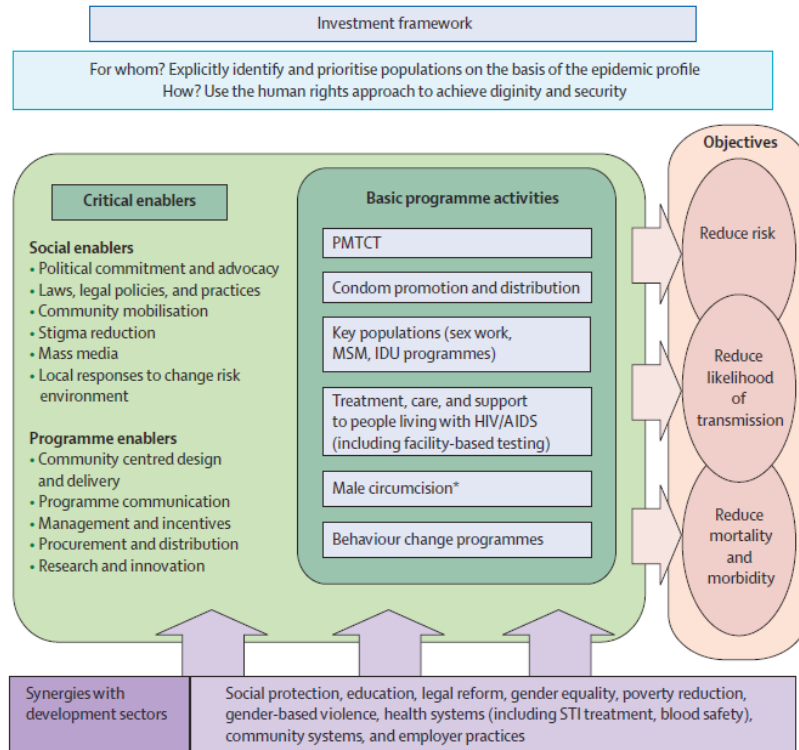 Investment framework
For whom? Explicitly identify and prioritise populations on the basis of the epidemic profile
How? Use the human rights approach to achieve diginity and security
Critical enablers
Social enablers
• Political commitment and advocacy
• Laws, legal policies, and practices
• Community mobilisation
• Stigma reduction
• Mass media
• Local responses to change risk
environment
Programme enablers
• Community centred design
and delivery
• Programme communication
• Management and incentives
• Procurement and distribution
• Research and innovation
Basic programme activities
PMTCT
Condom promotion and distribution
Key populations (sex work,
MSM, IDU programmes)
Treatment, care, and support
to people living with HIV/AIDS
(including facility-based testing)
Male circumcision*
Behaviour change programmes
Objectives
Reduce risk
Reduce
likelihood
of
transmission
Reduce
mortality
and
morbidity
Synergies with
development sectors
Social protection, education, legal reform, gender equality, poverty reduction,
gender-based violence, health systems (including STI treatment, blood safety),
community systems, and employer practices